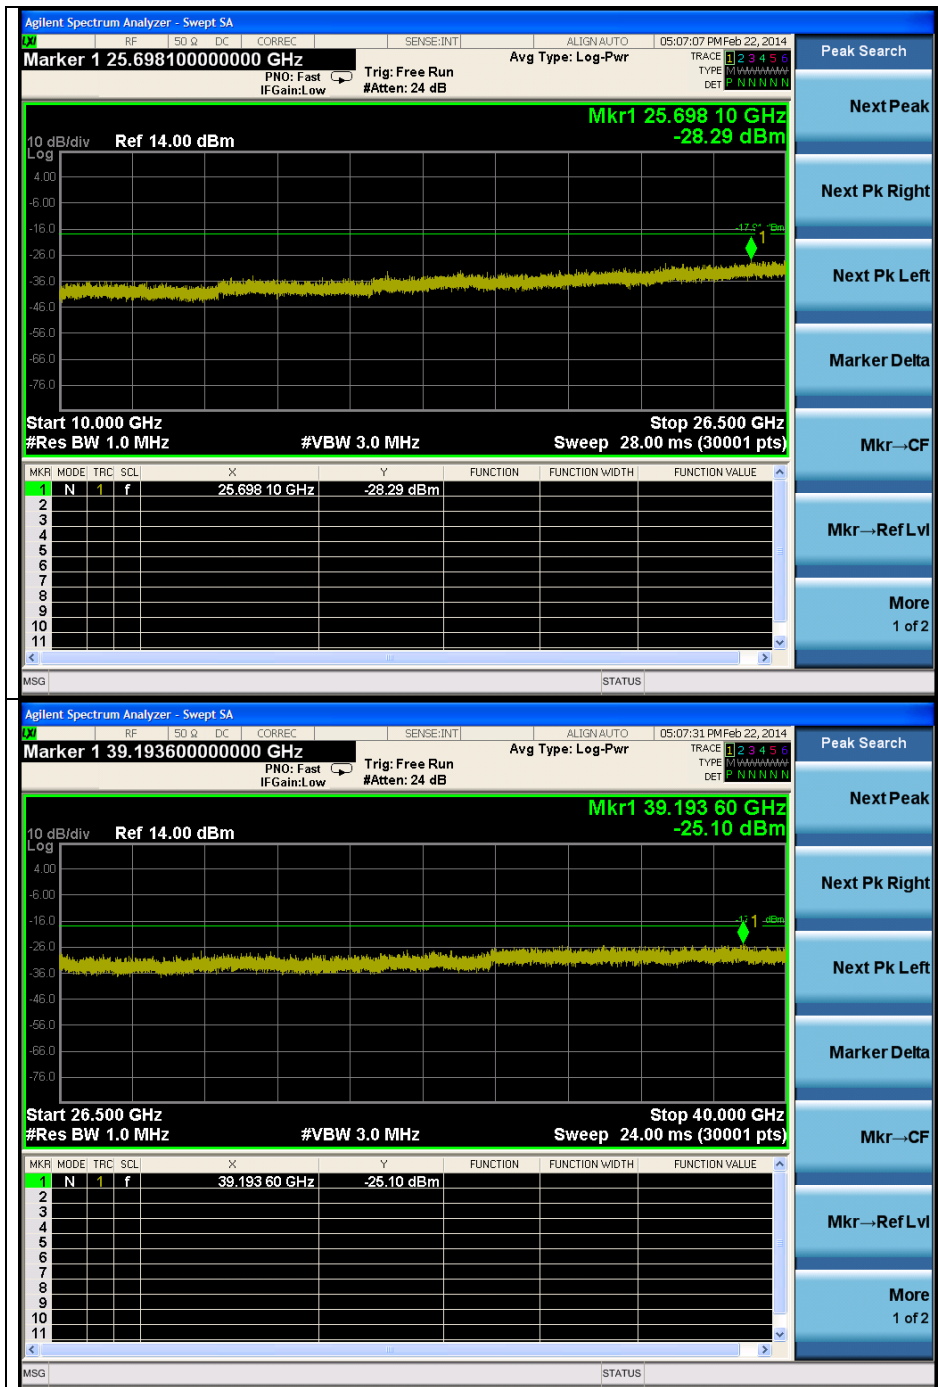 Agilent Spectrum Analyzer - Swept SA
LXI RF 50 Ω DC CORREC SENSE:INT ALIGN AUTO 05:07:07 PM Feb 22, 2014
Marker 1 25.698100000000 GHz
PNO: Fast
IFGain:Low
Trig: Free Run
#Atten: 24 dB
Avg Type: Log-Pwr
TRACE 1 2 3 4 5 6
TYPE M WWWWW
DET P N N N N N
Peak Search
Next Peak
Next Pk Right
Next Pk Left
Marker Delta
Mkr→CF
Mkr→Ref Lvl
More
1 of 2
Mkr1 25.698 10 GHz
-28.29 dBm
10 dB/div Ref 14.00 dBm
Log
4.00
-6.00
-16.0
-26.0
-36.0
-46.0
-56.0
-66.0
-76.0
1
Start 10.000 GHz Stop 26.500 GHz
#Res BW 1.0 MHz #VBW 3.0 MHz Sweep 28.00 ms (30001 pts)
MKR MODE TRC SCL X Y FUNCTION FUNCTION WIDTH FUNCTION VALUE
1 N 1 f 25.698 10 GHz -28.29 dBm
2
3
4
5
6
7
8
9
10
11
MSG STATUS
Agilent Spectrum Analyzer - Swept SA
LXI RF 50 Ω DC CORREC SENSE:INT ALIGN AUTO 05:07:31 PM Feb 22, 2014
Marker 1 39.193600000000 GHz
PNO: Fast
IFGain:Low
Trig: Free Run
#Atten: 24 dB
Avg Type: Log-Pwr
TRACE 1 2 3 4 5 6
TYPE M WWWWW
DET P N N N N N
Peak Search
Next Peak
Next Pk Right
Next Pk Left
Marker Delta
Mkr→CF
Mkr→Ref Lvl
More
1 of 2
Mkr1 39.193 60 GHz
-25.10 dBm
10 dB/div Ref 14.00 dBm
Log
4.00
-6.00
-16.0
-26.0
-36.0
-46.0
-56.0
-66.0
-76.0
1 dBm
Start 26.500 GHz Stop 40.000 GHz
#Res BW 1.0 MHz #VBW 3.0 MHz Sweep 24.00 ms (30001 pts)
MKR MODE TRC SCL X Y FUNCTION FUNCTION WIDTH FUNCTION VALUE
1 N 1 f 39.193 60 GHz -25.10 dBm
2
3
4
5
6
7
8
9
10
11
MSG STATUS